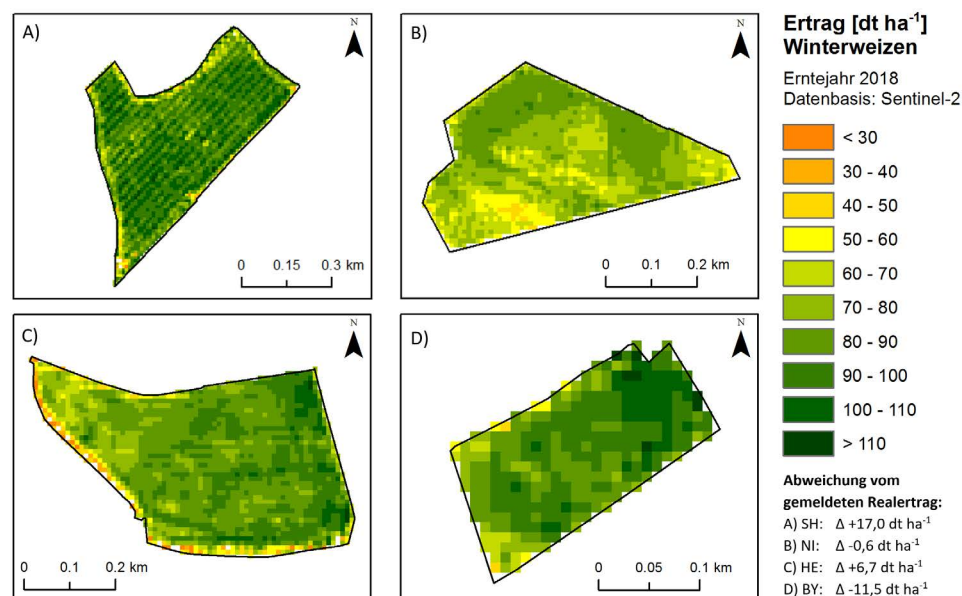 A)
N
0 0.15 0.3 km
B)
N
0 0.1 0.2 km
C)
N
0 0.1 0.2 km
D)
N
0 0.05 0.1 km
Ertrag [dt ha⁻¹]
Winterweizen
Erntejahr 2018
Datenbasis: Sentinel-2
< 30
30 - 40
40 - 50
50 - 60
60 - 70
70 - 80
80 - 90
90 - 100
100 - 110
> 110
Abweichung vom
gemeldeten Realertrag:
A) SH: Δ +17,0 dt ha⁻¹
B) NI: Δ -0,6 dt ha⁻¹
C) HE: Δ +6,7 dt ha⁻¹
D) BY: Δ -11,5 dt ha⁻¹